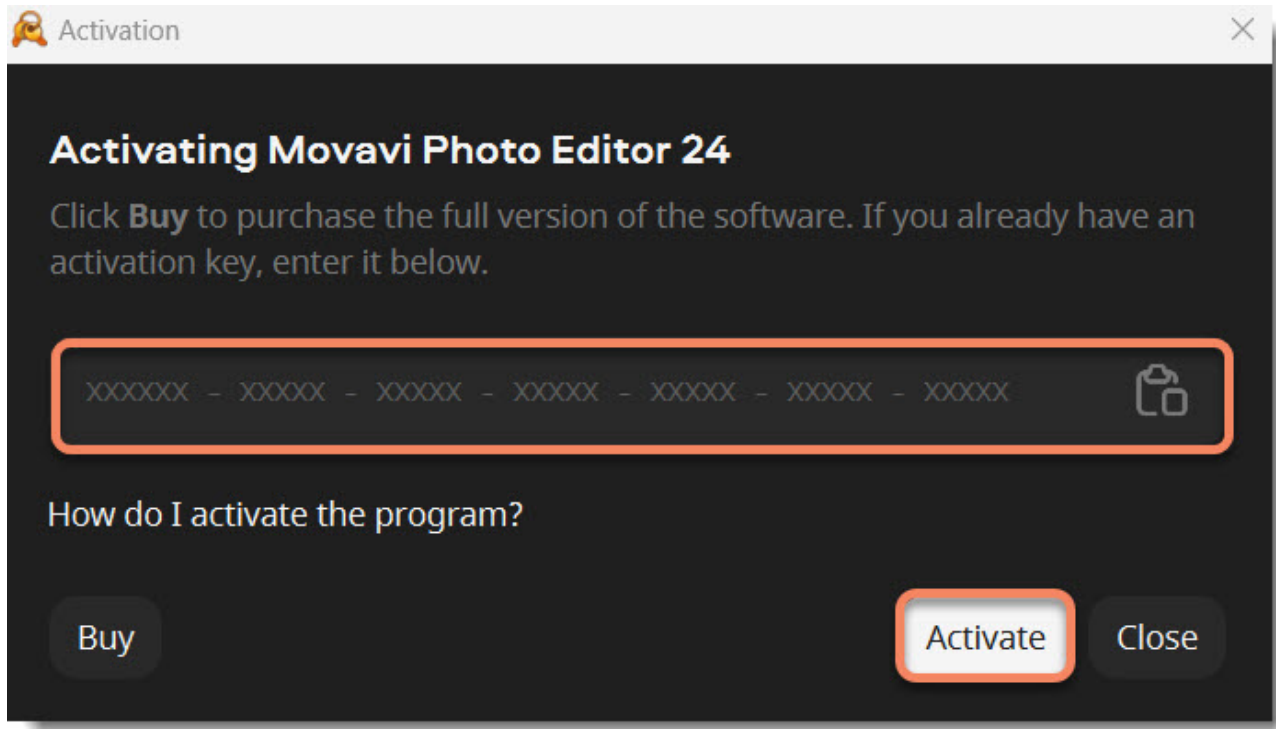 Activation
Activating Movavi Photo Editor 24
Click Buy to purchase the full version of the software. If you already have an
activation key, enter it below.
XXXXXX - XXXXX - XXXXX - XXXXX - XXXXX - XXXXX - XXXXX
How do I activate the program?
Buy
Activate
Close